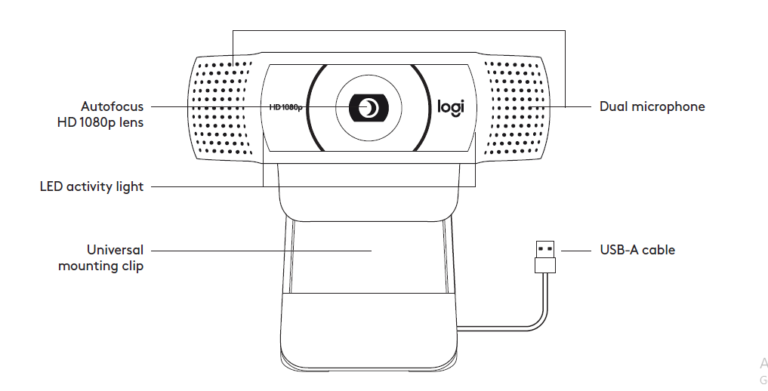 Autofocus
HD 1080p lens
HD 1080p
logi
Dual microphone
LED activity light
Universal
mounting clip
USB-A cable
A
G